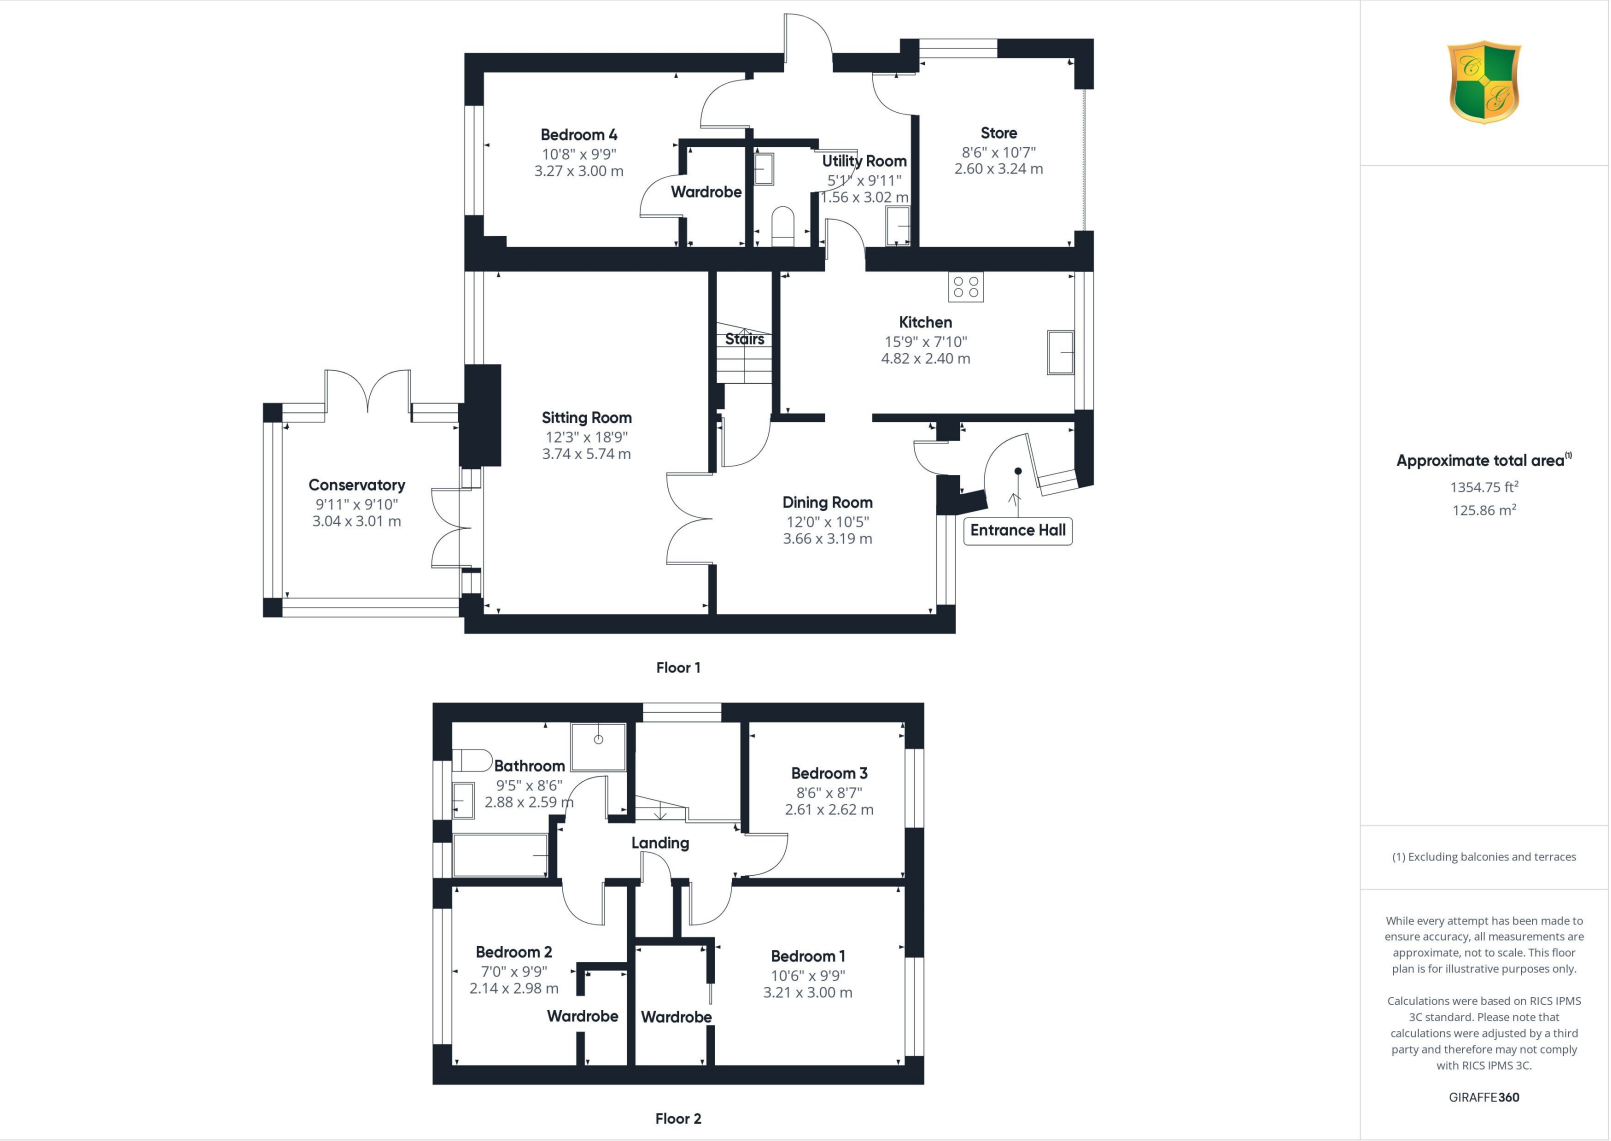 Bedroom 4
10'8" x 9'9"
3.27 x 3.00 m
Wardrobe
Utility Room
5'1" x 9'11"
1.56 x 3.02 m
Store
8'6" x 10'7"
2.60 x 3.24 m
Stairs
Kitchen
15'9" x 7'10"
4.82 x 2.40 m
Sitting Room
12'3" x 18'9"
3.74 x 5.74 m
Conservatory
9'11" x 9'10"
3.04 x 3.01 m
Dining Room
12'0" x 10'5"
3.66 x 3.19 m
Entrance Hall
Floor 1
Bathroom
9'5" x 8'6"
2.88 x 2.59 m
Bedroom 3
8'6" x 8'7"
2.61 x 2.62 m
Landing
Bedroom 2
7'0" x 9'9"
2.14 x 2.98 m
Wardrobe
Wardrobe
Bedroom 1
10'6" x 9'9"
3.21 x 3.00 m
Floor 2
C
G
Approximate total area(1)
1354.75 ft²
125.86 m²
(1) Excluding balconies and terraces
While every attempt has been made to
ensure accuracy, all measurements are
approximate, not to scale. This floor
plan is for illustrative purposes only.
Calculations were based on RICS IPMS
3C standard. Please note that
calculations were adjusted by a third
party and therefore may not comply
with RICS IPMS 3C.
GIRAFFE360